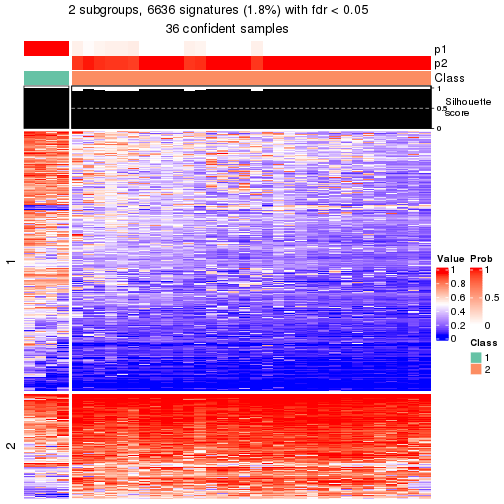 2 subgroups, 6636 signatures (1.8%) with fdr < 0.05
36 confident samples
p1
p2
Class
1
0.5
0
Silhouette
score
1
2
Value
1
0.8
0.6
0.4
0.2
0
Prob
1
0.5
0
Class
1
2